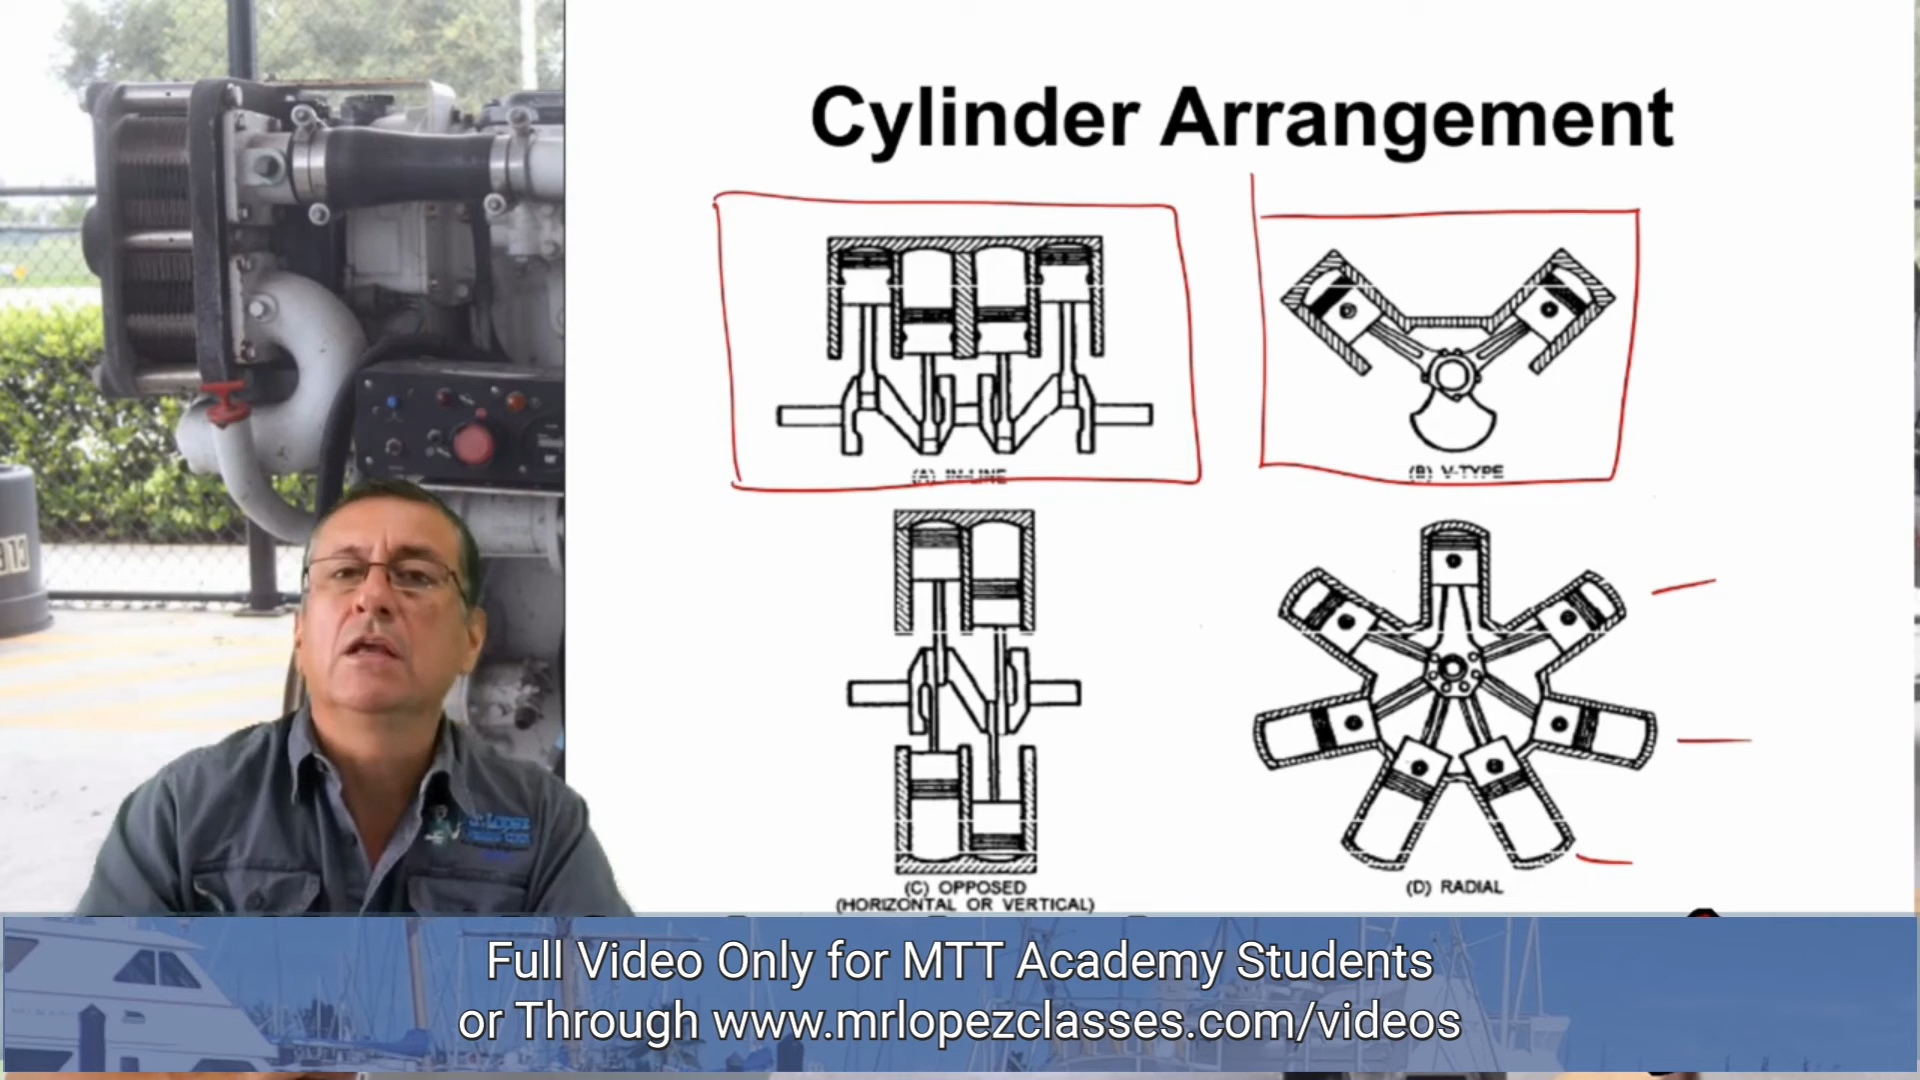 Cylinder Arrangement
(A) IN-LINE
(B) V-TYPE
(C) OPPOSED
(HORIZONTAL OR VERTICAL)
(D) RADIAL
Full Video Only for MTT Academy Students
or Through www.mrlopezclasses.com/videos